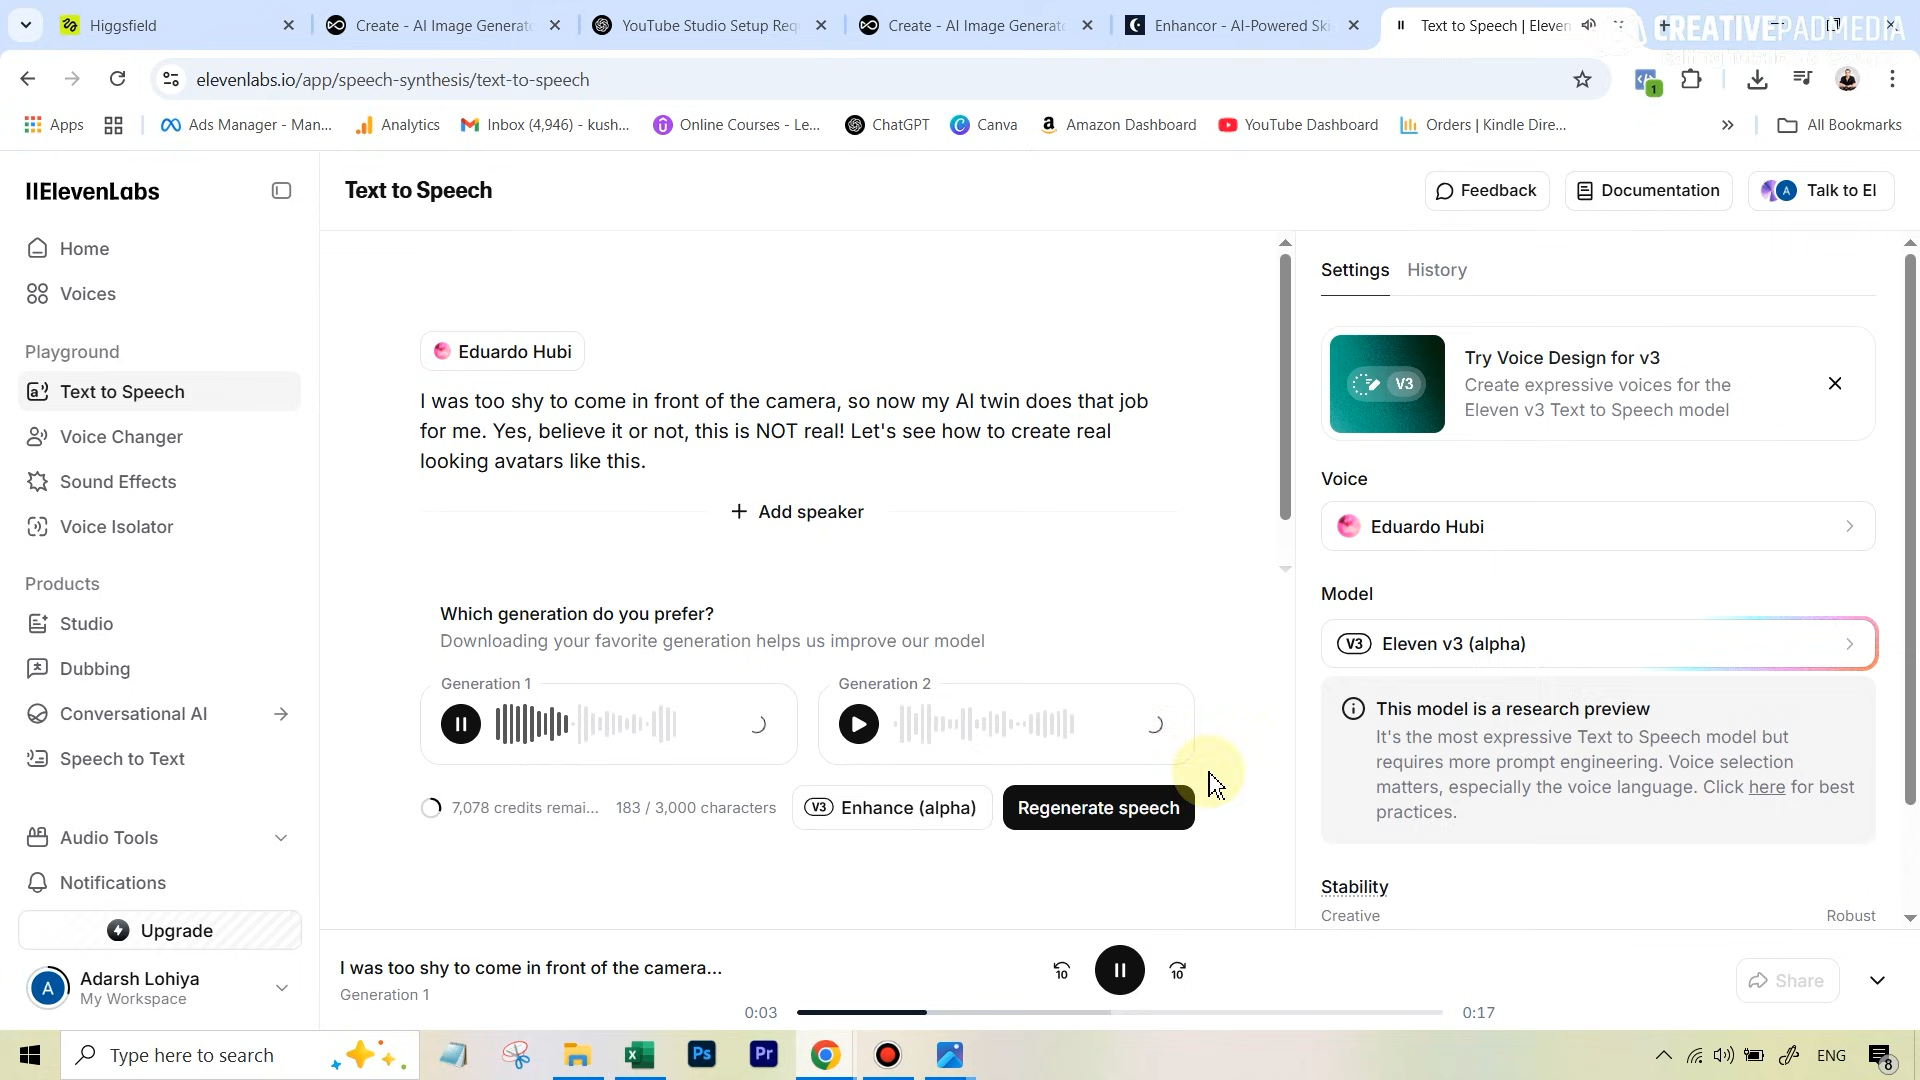 Higgsfield
Create - AI Image Generat
YouTube Studio Setup Req
Create - AI Image Generat
Enhancor - AI-Powered Ski
Text to Speech | Eleven
CREATIVEPADMEDIA
elevenlabs.io/app/speech-synthesis/text-to-speech
1
Apps
Ads Manager - Man...
Analytics
Inbox (4,946) - kush...
Online Courses - Le...
ChatGPT
Canva
Amazon Dashboard
YouTube Dashboard
Orders | Kindle Dire...
All Bookmarks
IIElevenLabs
Text to Speech
Feedback
Documentation
A
Talk to El
Home
Voices
Playground
Text to Speech
Voice Changer
Sound Effects
Voice Isolator
Products
Studio
Dubbing
Conversational AI
Speech to Text
Audio Tools
Notifications
Upgrade
A
Adarsh Lohiya
My Workspace
Eduardo Hubi
I was too shy to come in front of the camera, so now my AI twin does that job
for me. Yes, believe it or not, this is NOT real! Let's see how to create real
looking avatars like this.
Add speaker
Which generation do you prefer?
Downloading your favorite generation helps us improve our model
Generation 1
Generation 2
7,078 credits remai...
183 / 3,000 characters
V3 Enhance (alpha)
Regenerate speech
Settings
History
V3
Try Voice Design for v3
Create expressive voices for the
Eleven v3 Text to Speech model
Voice
Eduardo Hubi
Model
V3 Eleven v3 (alpha)
This model is a research preview
It's the most expressive Text to Speech model but
requires more prompt engineering. Voice selection
matters, especially the voice language. Click here for best
practices.
Stability
Creative
Robust
I was too shy to come in front of the camera...
Generation 1
10
10
0:03
0:17
Share
Type here to search
Ps
Pr
ENG
8